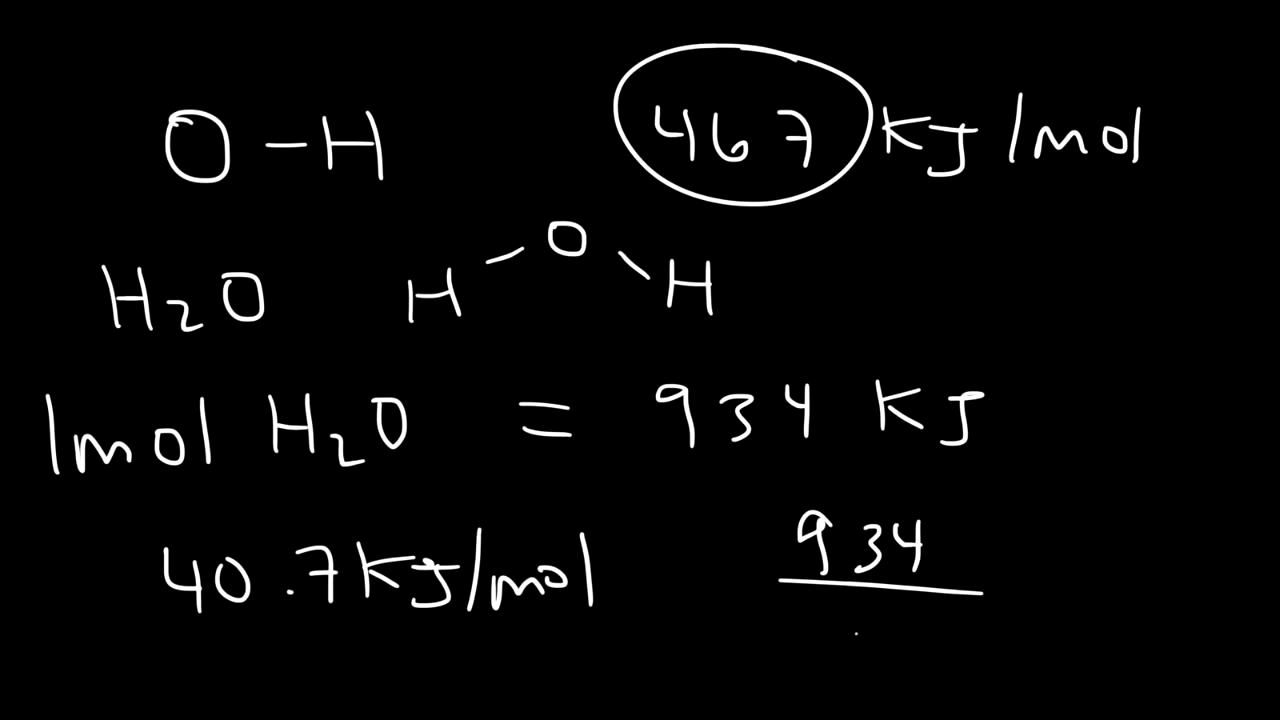 O-H 467 KJ/mol
H₂O H-O-H
1mol H₂O = 934 KJ
40.7KJ/mol 934